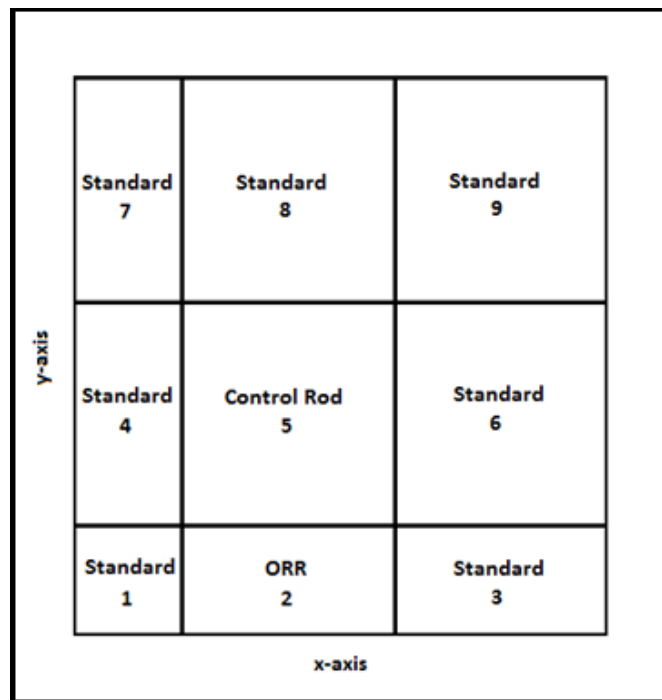 Standard
7
Standard
8
Standard
9
Standard
4
Control Rod
5
Standard
6
Standard
1
ORR
2
Standard
3
y-axis
x-axis